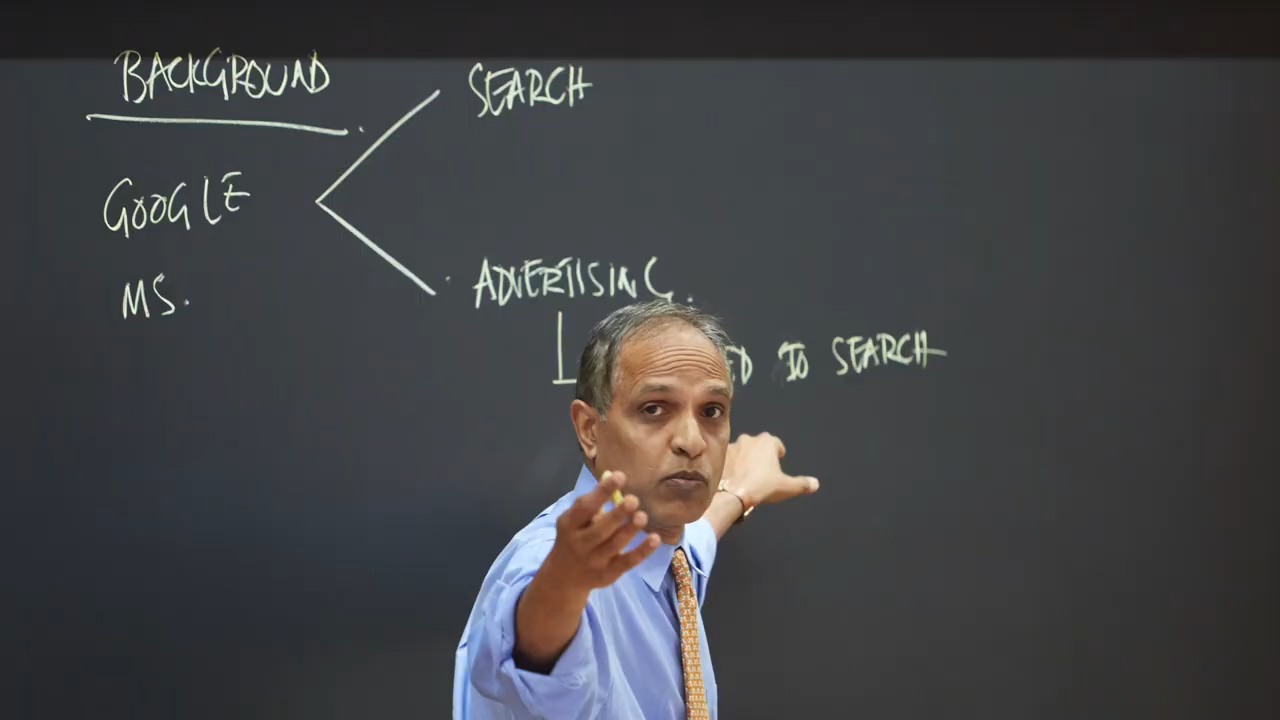 BACKGROUND
SEARCH
GOOGLE
MS.
ADVERTISING.
TO SEARCH